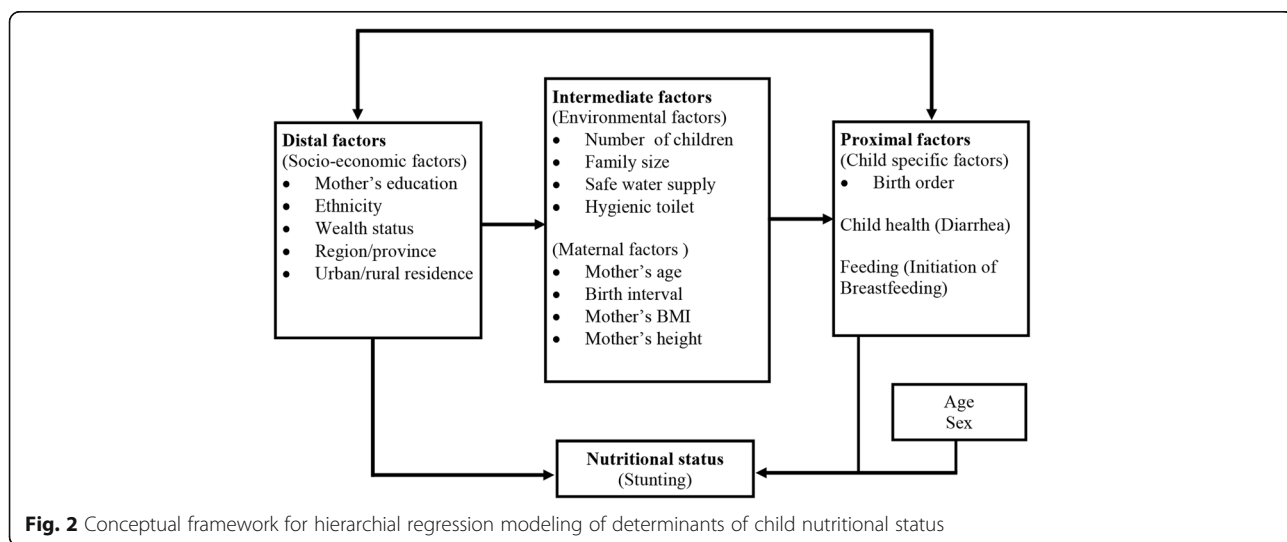 Distal factors
(Socio-economic factors)
• Mother's education
• Ethnicity
• Wealth status
• Region/province
• Urban/rural residence
Intermediate factors
(Environmental factors)
• Number of children
• Family size
• Safe water supply
• Hygienic toilet
(Maternal factors )
• Mother's age
• Birth interval
• Mother's BMI
• Mother's height
Proximal factors
(Child specific factors)
• Birth order
Child health (Diarrhea)
Feeding (Initiation of
Breastfeeding)
Age
Sex
Nutritional status
(Stunting)
Fig. 2 Conceptual framework for hierarchial regression modeling of determinants of child nutritional status